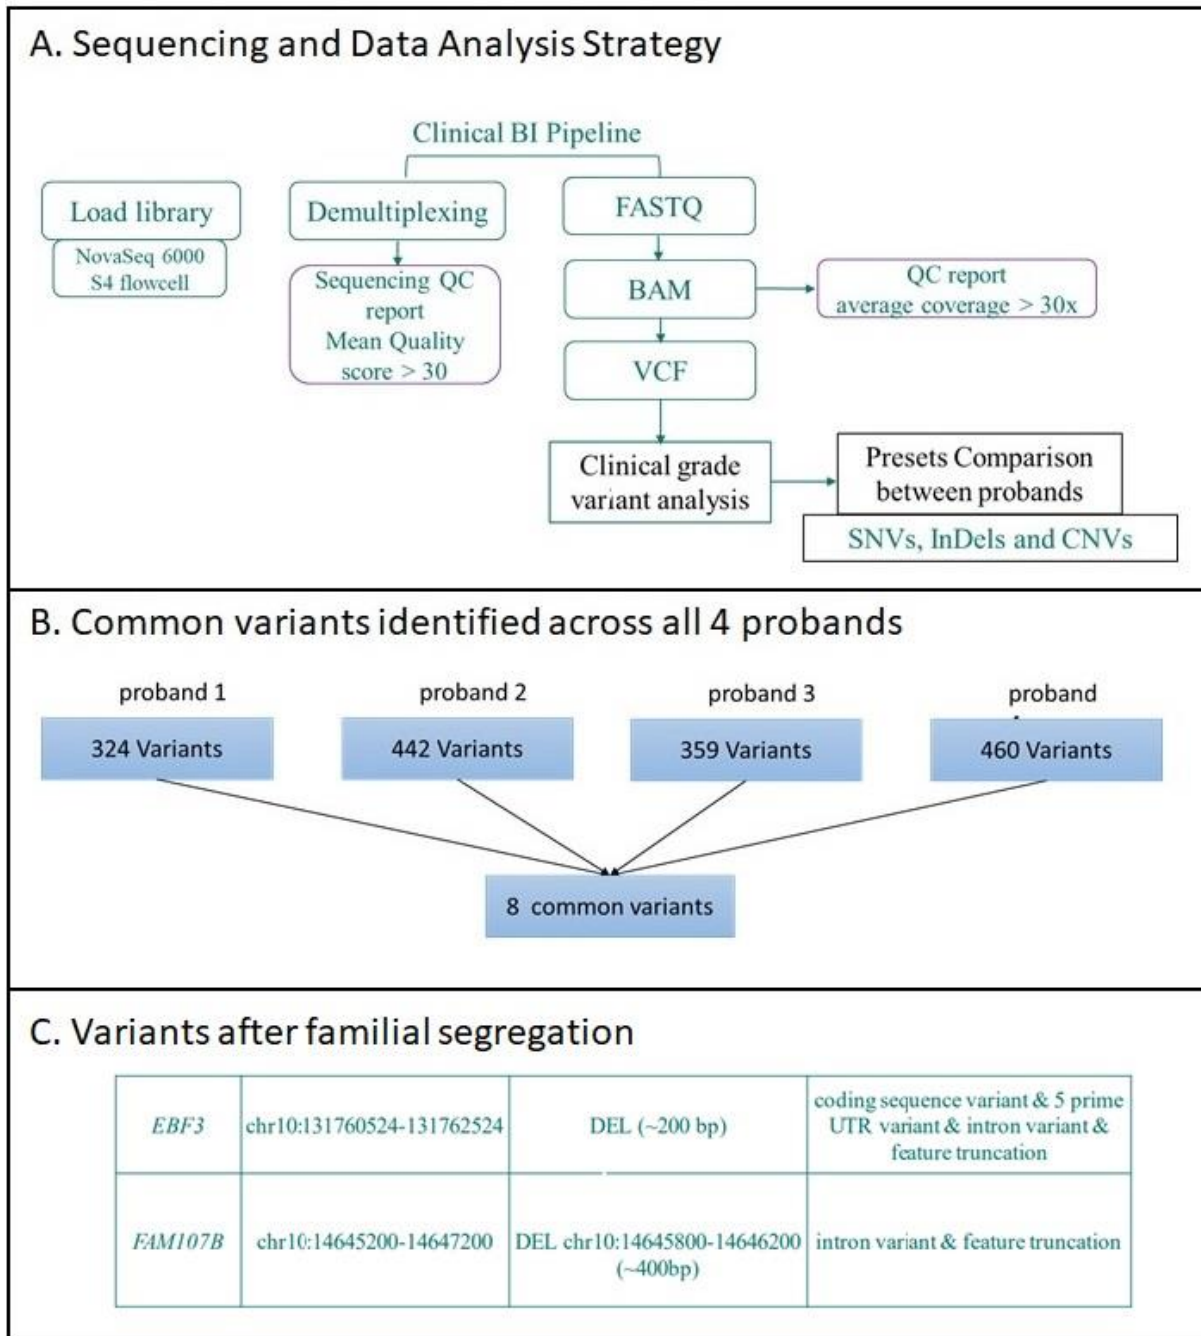 A. Sequencing and Data Analysis Strategy
Clinical BI Pipeline
Load library
NovaSeq 6000
S4 flowcell
Demultiplexing
Sequencing QC
report
Mean Quality
score > 30
FASTQ
BAM
QC report
average coverage > 30x
VCF
Clinical grade
variant analysis
Presets Comparison
between probands
SNVs, InDels and CNVs
B. Common variants identified across all 4 probands
proband 1
proband 2
proband 3
proband
324 Variants
442 Variants
359 Variants
460 Variants
8 common variants
C. Variants after familial segregation
EBF3
chr10:131760524-131762524
DEL (~200 bp)
coding sequence variant & 5 prime
UTR variant & intron variant &
feature truncation
FAM107B
chr10:14645200-14647200
DEL chr10:14645800-14646200
(~400bp)
intron variant & feature truncation